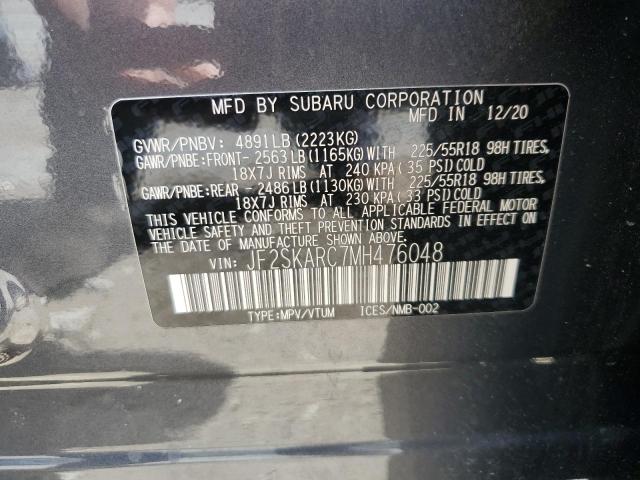 MFD BY SUBARU CORPORATION
MFD IN 12/20
GVWR/PNBV: 4891LB(2223KG)
GAWR/PNBE:FRONT- 2563LB(1165KG)WITH 225/55R18 98H TIRES,
18X7J RIMS AT 240 KPA(35 PSI)COLD
GAWR/PNBE:REAR - 2486LB(1130KG)WITH 225/55R18 98H TIRES,
18X7J RIMS AT 230 KPA(33 PSI)COLD
THIS VEHICLE CONFORMS TO ALL APPLICABLE FEDERAL MOTOR
VEHICLE SAFETY AND THEFT PREVENTION STANDARDS IN EFFECT ON
THE DATE OF MANUFACTURE SHOWN ABOVE.
VIN: JF2SKARC7MH476048
TYPE:MPV/VTUM ICES/NMB-002